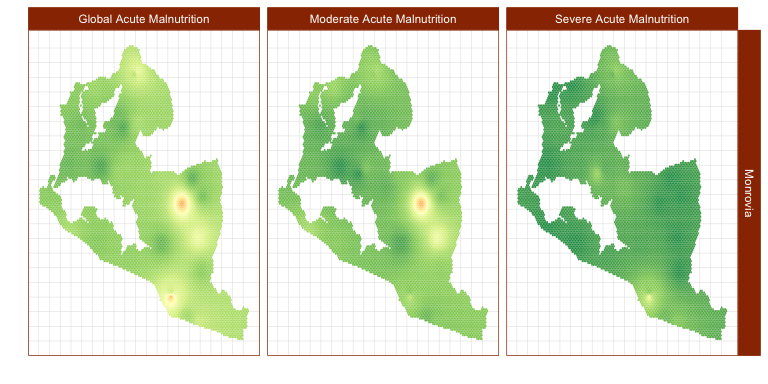 Global Acute Malnutrition
Moderate Acute Malnutrition
Severe Acute Malnutrition
Monrovia